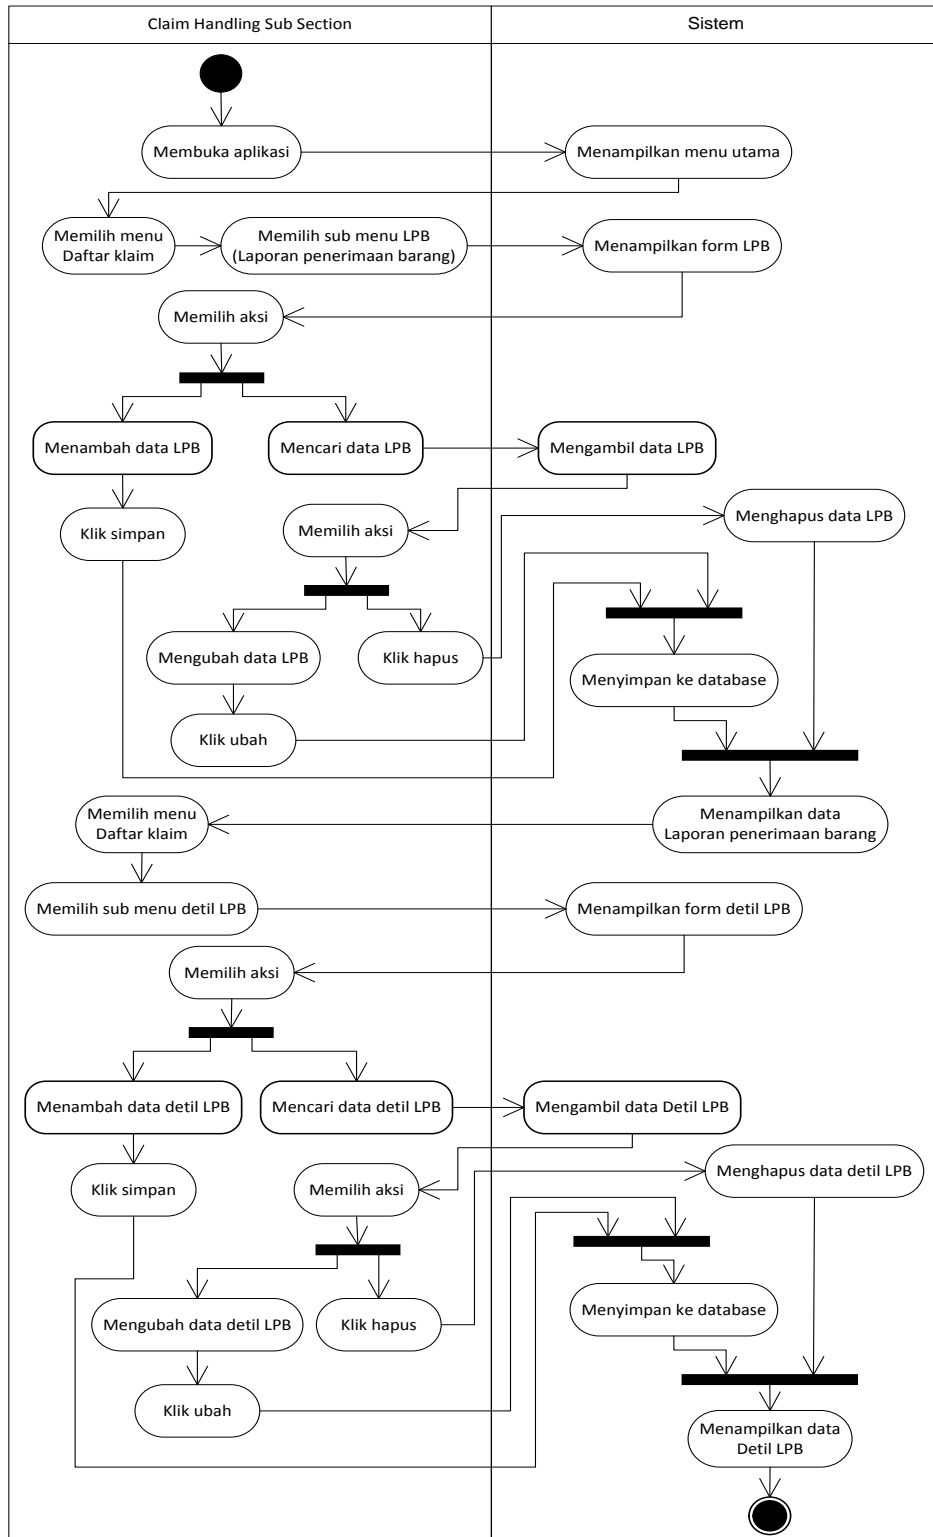 Claim Handling Sub Section
Sistem
Membuka aplikasi
Menampilkan menu utama
Memilih menu
Daftar klaim
Memilih sub menu LPB
(Laporan penerimaan barang)
Menampilkan form LPB
Memilih aksi
Menambah data LPB
Mencari data LPB
Mengambil data LPB
Klik simpan
Memilih aksi
Menghapus data LPB
Mengubah data LPB
Klik hapus
Menyimpan ke database
Klik ubah
Memilih menu
Daftar klaim
Menampilkan data
Laporan penerimaan barang
Memilih sub menu detil LPB
Menampilkan form detil LPB
Memilih aksi
Menambah data detil LPB
Mencari data detil LPB
Mengambil data Detil LPB
Klik simpan
Memilih aksi
Menghapus data detil LPB
Mengubah data detil LPB
Klik hapus
Menyimpan ke database
Klik ubah
Menampilkan data
Detil LPB